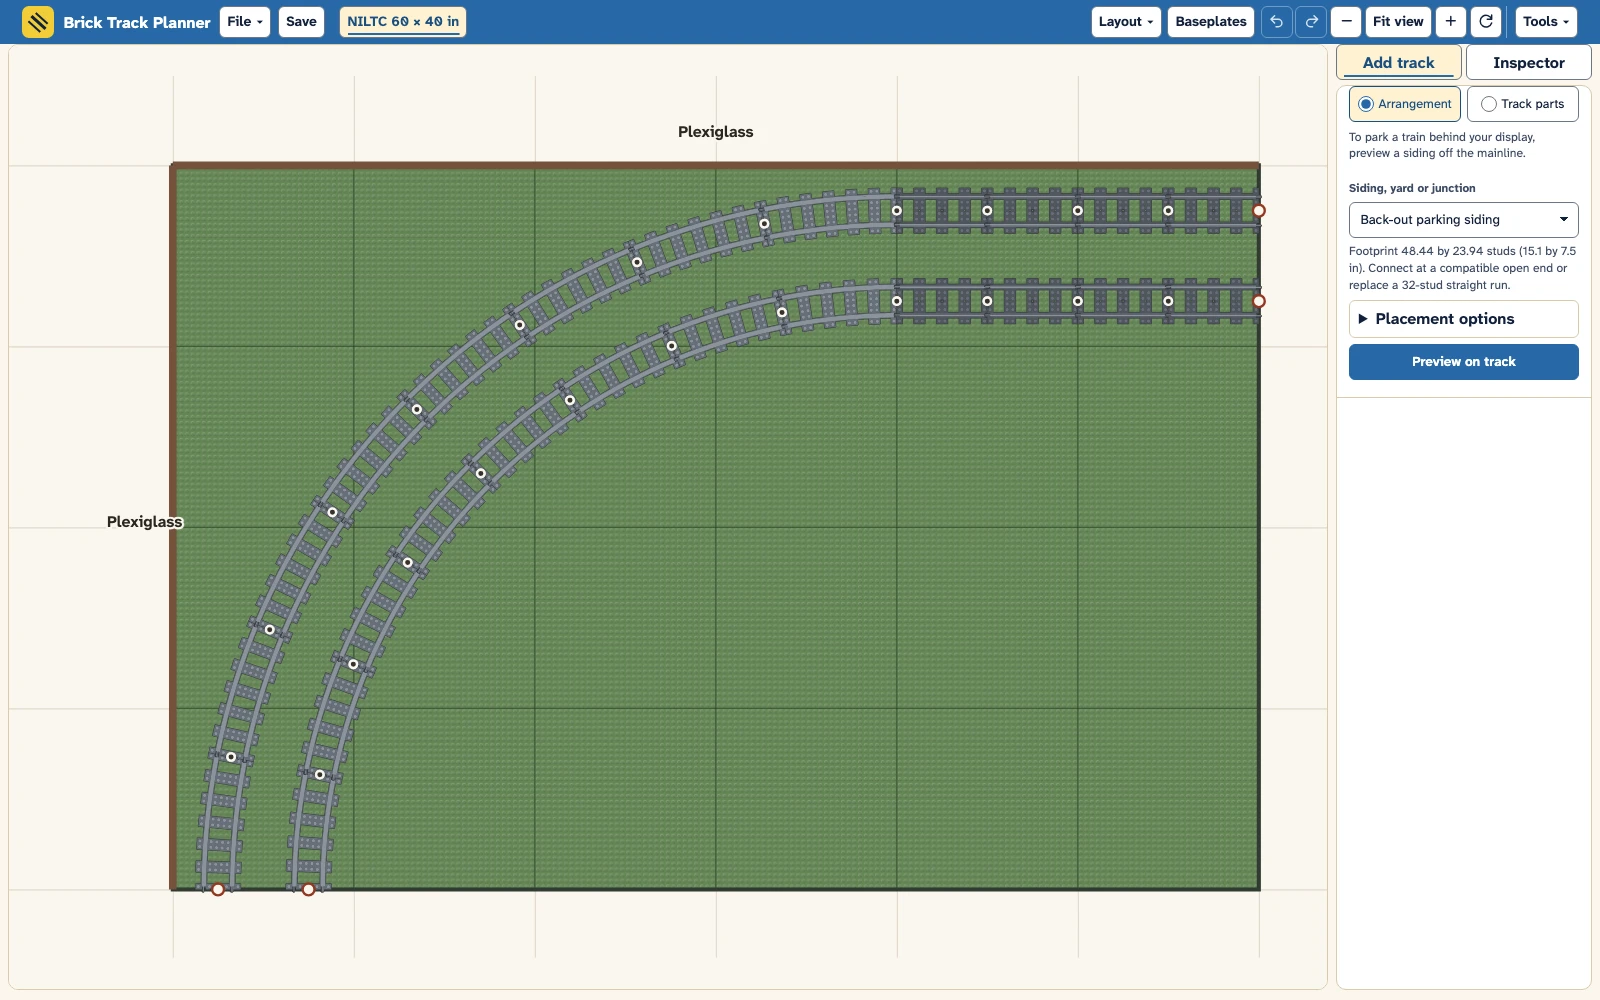 Brick Track Planner
File
Save
NILTC 60 × 40 in
Layout
Baseplates
Fit view
Tools
Add track
Inspector
Arrangement
Track parts
To park a train behind your display,
preview a siding off the mainline.
Siding, yard or junction
Back-out parking siding
Footprint 48.44 by 23.94 studs (15.1 by 7.5
in). Connect at a compatible open end or
replace a 32-stud straight run.
Placement options
Preview on track
Plexiglass
Plexiglass